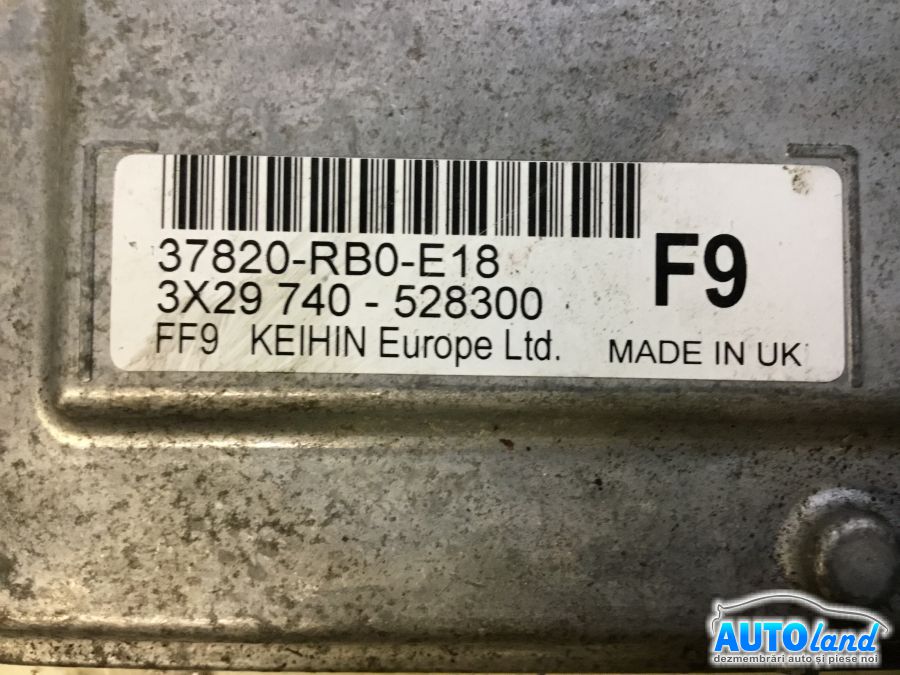 37820-RB0-E18
3X29 740 - 528300
F9
FF9 KEIHIN Europe Ltd.
MADE IN UK
AUTOland
dezmembrări auto și piese noi